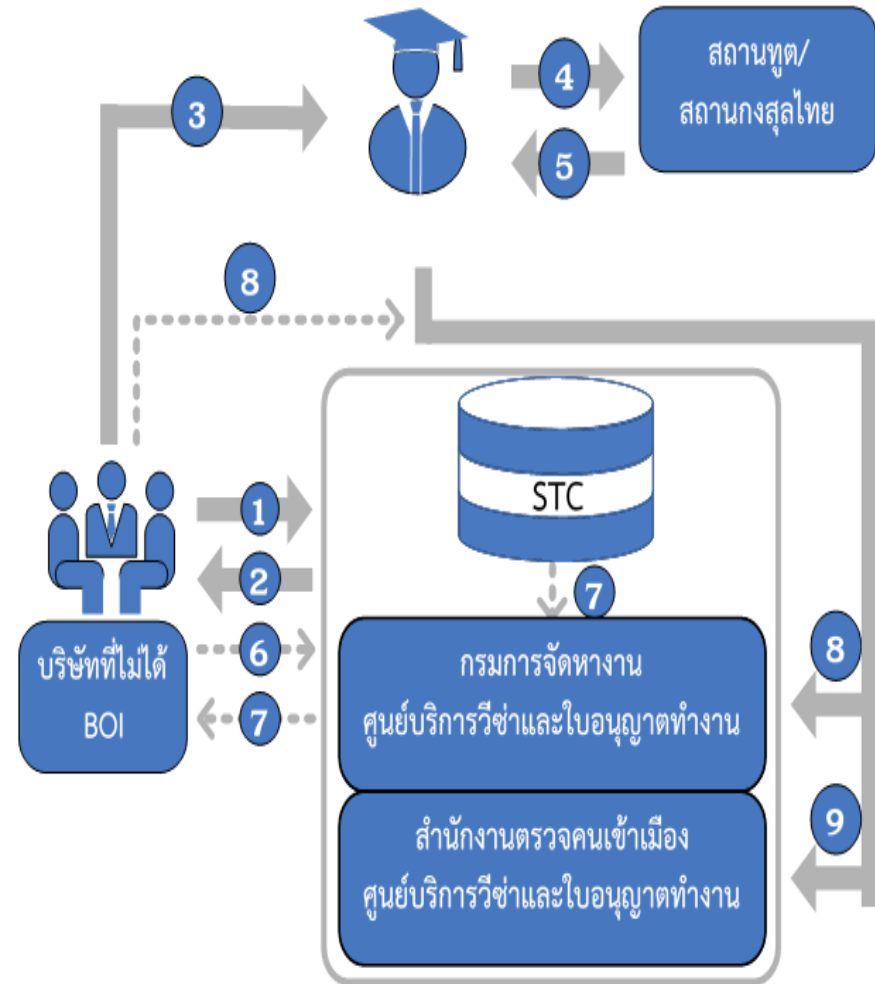 สถานทูต/
สถานกงสุลไทย
3
4
5
8
STC
1
2
7
6
7
บริษัทที่ไม่ได้
BOI
กรมการจัดหางาน
ศูนย์บริการวีซ่าและใบอนุญาตทำงาน
8
สำนักงานตรวจคนเข้าเมือง
ศูนย์บริการวีซ่าและใบอนุญาตทำงาน
9